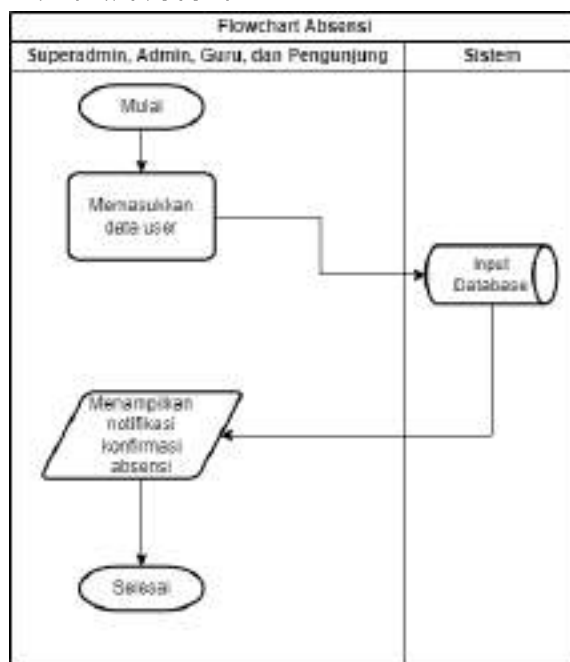 Flowchart Absensi
Superadmin, Admin, Guru, dan Pengunjung
Sistem
Mulai
Memasukkan
data user
Input
Database
Menampilkan
notifikasi
konfirmasi
absensi
Selesai